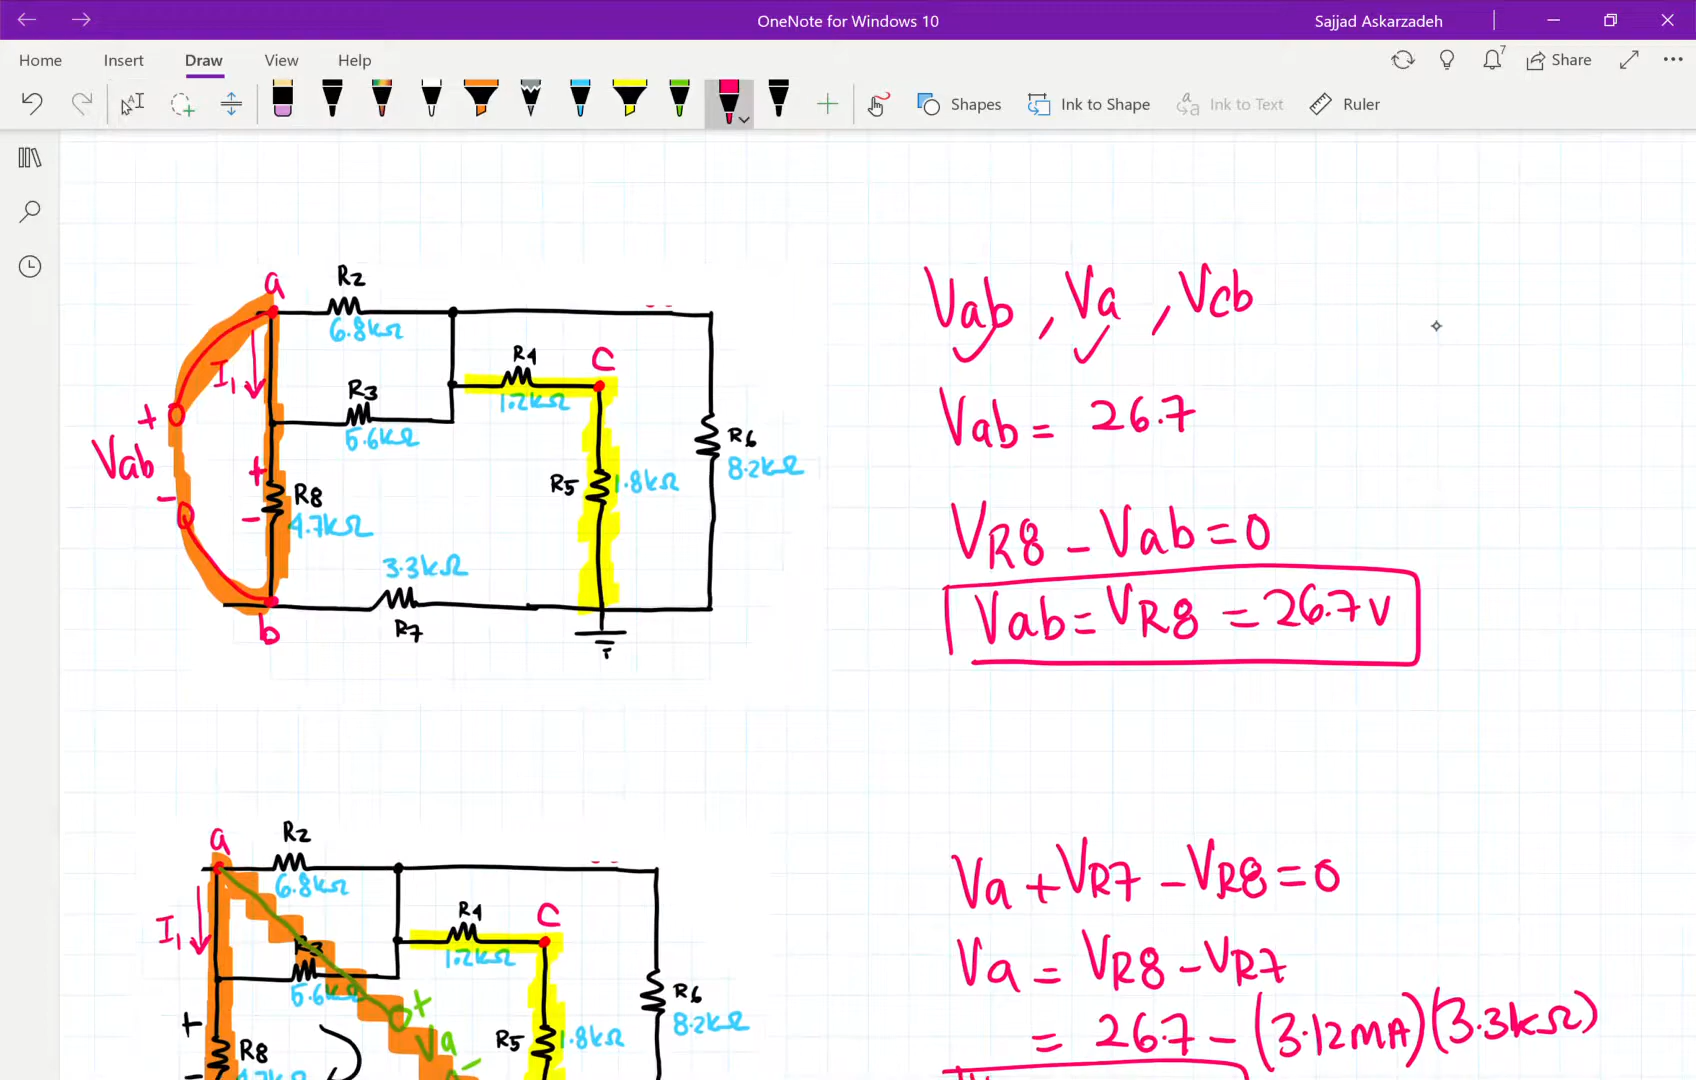 OneNote for Windows 10
Sajjad Askarzadeh
Home Insert Draw View Help
7
Share
Shapes
Ink to Shape
Ink to Text
Ruler
a
R2
6.8kΩ
I1
R3
5.6kΩ
R4
1.2kΩ
C
+
Vab
-
+
R8
-
4.7kΩ
R5
1.8kΩ
R6
8.2kΩ
3.3kΩ
R7
b
Vab , Va , Vcb
Vab = 26.7
VR8 - Vab = 0
Vab = VR8 = 26.7V
a
R2
6.8kΩ
I1
R3
5.6kΩ
R4
1.2kΩ
C
+
Va
-
+
R8
4.7kΩ
R5
1.8kΩ
R6
8.2kΩ
Va + VR7 - VR8 = 0
Va = VR8 - VR7
= 26.7 - (3.12mA)(3.3kΩ)